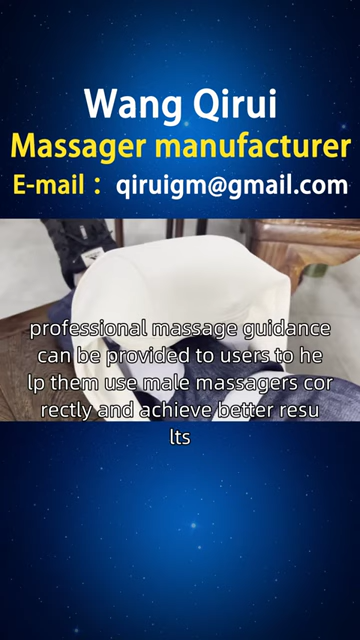 Wang Qirui
Massager manufacturer
E-mail： qiruigm@gmail.com
professional massage guidance
can be provided to users to he
lp them use male massagers cor
rectly and achieve better resu
lts